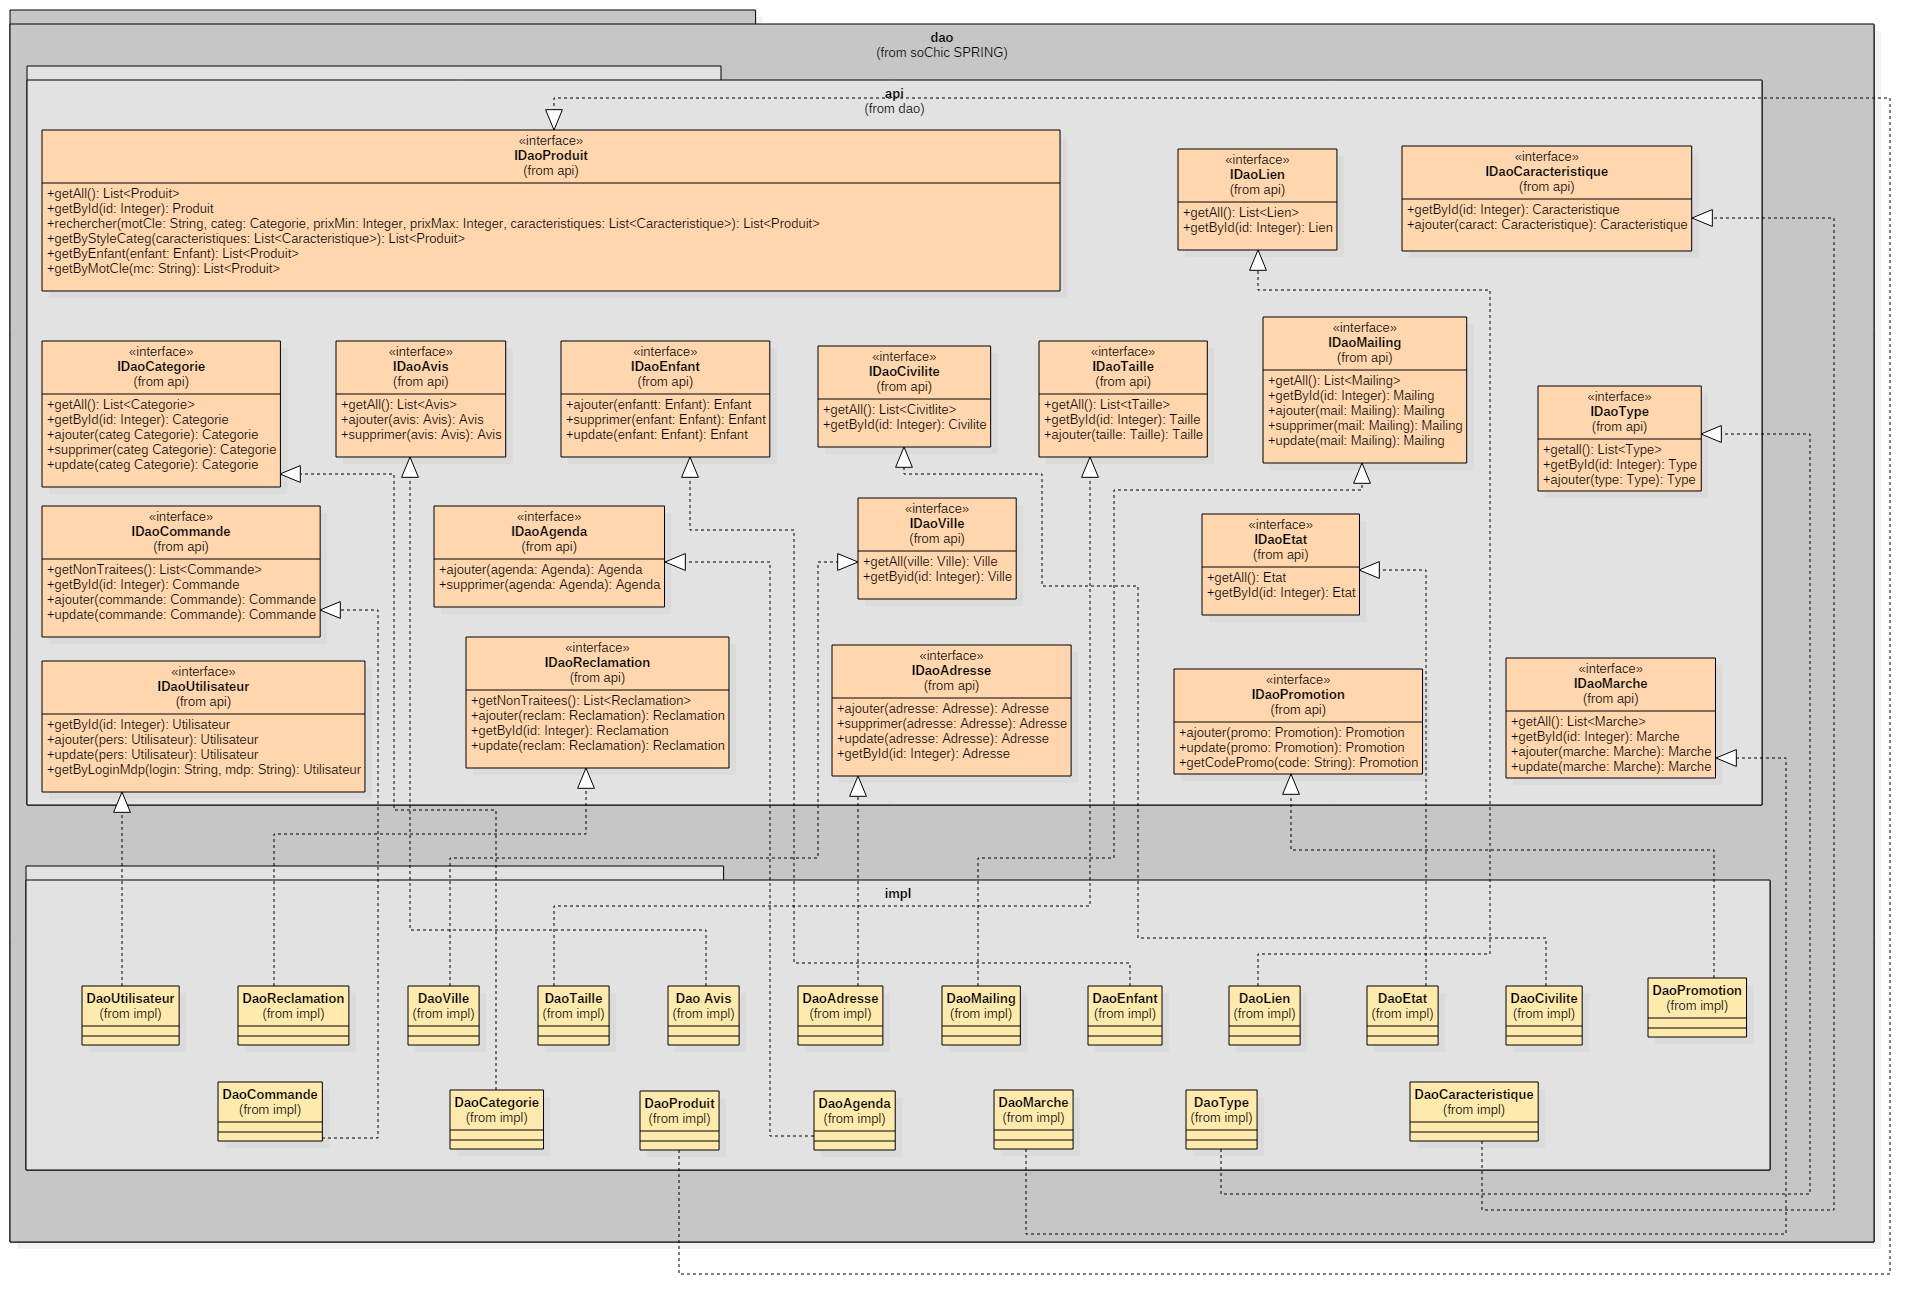 dao
(from soChic SPRING)
api
(from dao)
«interface»
IDaoProduit
(from api)
+getAll(): List<Produit>
+getById(id: Integer): Produit
+rechercher(motCle: String, categ: Categorie, prixMin: Integer, prixMax: Integer, caracteristiques: List<Caracteristique>): List<Produit>
+getByStyleCateg(caracteristiques: List<Caracteristique>): List<Produit>
+getByEnfant(enfant: Enfant): List<Produit>
+getByMotCle(mc: String): List<Produit>
«interface»
IDaoLien
(from api)
+getAll(): List<Lien>
+getById(id: Integer): Lien
«interface»
IDaoCaracteristique
(from api)
+getById(id: Integer): Caracteristique
+ajouter(caract: Caracteristique): Caracteristique
«interface»
IDaoCategorie
(from api)
+getAll(): List<Categorie>
+getById(id: Integer): Categorie
+ajouter(categ Categorie): Categorie
+supprimer(categ Categorie): Categorie
+update(categ Categorie): Categorie
«interface»
IDaoAvis
(from api)
+getAll(): List<Avis>
+ajouter(avis: Avis): Avis
+supprimer(avis: Avis): Avis
«interface»
IDaoEnfant
(from api)
+ajouter(enfantt: Enfant): Enfant
+supprimer(enfant: Enfant): Enfant
+update(enfant: Enfant): Enfant
«interface»
IDaoCivilite
(from api)
+getAll(): List<Civitlite>
+getById(id: Integer): Civilite
«interface»
IDaoTaille
(from api)
+getAll(): List<tTaille>
+getById(id: Integer): Taille
+ajouter(taille: Taille): Taille
«interface»
IDaoMailing
(from api)
+getAll(): List<Mailing>
+getById(id: Integer): Mailing
+ajouter(mail: Mailing): Mailing
+supprimer(mail: Mailing): Mailing
+update(mail: Mailing): Mailing
«interface»
IDaoType
(from api)
+getall(): List<Type>
+getById(id: Integer): Type
+ajouter(type: Type): Type
«interface»
IDaoCommande
(from api)
+getNonTraitees(): List<Commande>
+getById(id: Integer): Commande
+ajouter(commande: Commande): Commande
+update(commande: Commande): Commande
«interface»
IDaoAgenda
(from api)
+ajouter(agenda: Agenda): Agenda
+supprimer(agenda: Agenda): Agenda
«interface»
IDaoVille
(from api)
+getAll(ville: Ville): Ville
+getByid(id: Integer): Ville
«interface»
IDaoEtat
(from api)
+getAll(): Etat
+getById(id: Integer): Etat
«interface»
IDaoUtilisateur
(from api)
+getById(id: Integer): Utilisateur
+ajouter(pers: Utilisateur): Utilisateur
+update(pers: Utilisateur): Utilisateur
+getByLoginMdp(login: String, mdp: String): Utilisateur
«interface»
IDaoReclamation
(from api)
+getNonTraitees(): List<Reclamation>
+ajouter(reclam: Reclamation): Reclamation
+getById(id: Integer): Reclamation
+update(reclam: Reclamation): Reclamation
«interface»
IDaoAdresse
(from api)
+ajouter(adresse: Adresse): Adresse
+supprimer(adresse: Adresse): Adresse
+update(adresse: Adresse): Adresse
+getById(id: Integer): Adresse
«interface»
IDaoPromotion
(from api)
+ajouter(promo: Promotion): Promotion
+update(promo: Promotion): Promotion
+getCodePromo(code: String): Promotion
«interface»
IDaoMarche
(from api)
+getAll(): List<Marche>
+getById(id: Integer): Marche
+ajouter(marche: Marche): Marche
+update(marche: Marche): Marche
impl
DaoUtilisateur
(from impl)
DaoReclamation
(from impl)
DaoVille
(from impl)
DaoTaille
(from impl)
Dao Avis
(from impl)
DaoAdresse
(from impl)
DaoMailing
(from impl)
DaoEnfant
(from impl)
DaoLien
(from impl)
DaoEtat
(from impl)
DaoCivilite
(from impl)
DaoPromotion
(from impl)
DaoCommande
(from impl)
DaoCategorie
(from impl)
DaoProduit
(from impl)
DaoAgenda
(from impl)
DaoMarche
(from impl)
DaoType
(from impl)
DaoCaracteristique
(from impl)